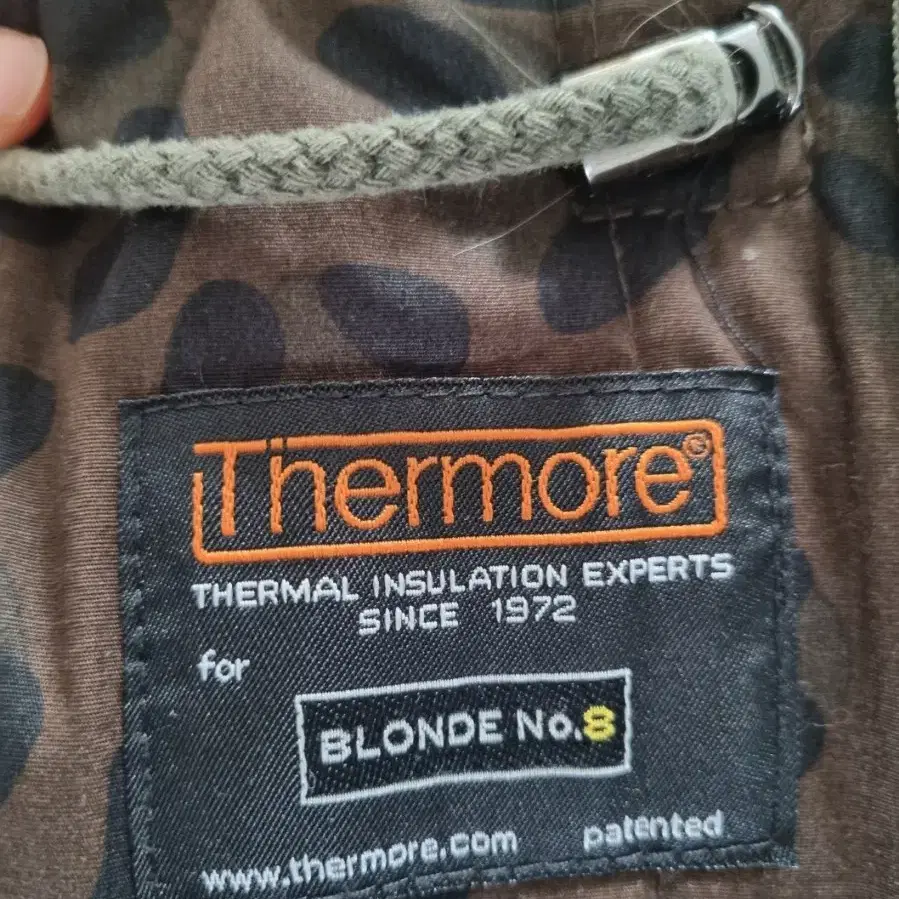 Thermore®
THERMAL INSULATION EXPERTS
SINCE 1972
for
BLONDE No.8
www.thermore.com patented